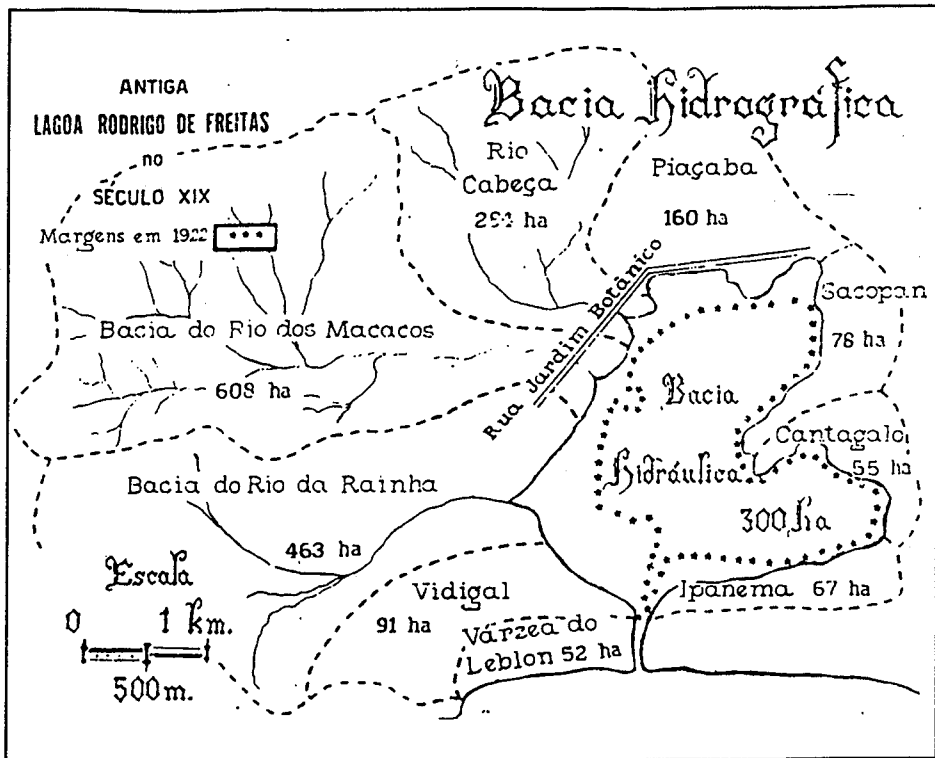 ANTIGA
LAGOA RODRIGO DE FREITAS
no
SÉCULO XIX
Margens em 1922
Bacia Hidrográfica
Rio
Cabeça
ha
Piaçaba
160 ha
Rua Jardim Botânico
Sacopan
78 ha
Bacia do Rio dos Macacos
608 ha
Bacia
Hidráulica
300 ha
Cantagalo
55 ha
Bacia do Rio da Rainha
463 ha
Ipanema 67 ha
Vidigal
91 ha
Várzea do
Leblon 52 ha
Escala
0 1 km.
500m.